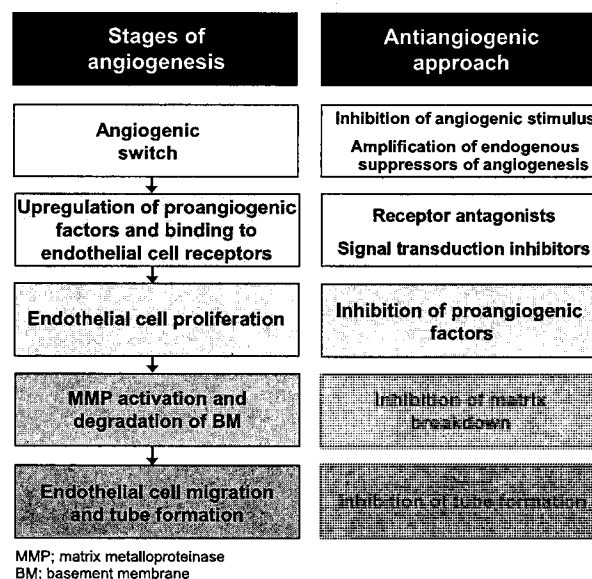 Stages of
angiogenesis
Antiangiogenic
approach
Angiogenic
switch
Inhibition of angiogenic stimulus
Amplification of endogenous
suppressors of angiogenesis
Upregulation of proangiogenic
factors and binding to
endothelial cell receptors
Receptor antagonists
Signal transduction inhibitors
Endothelial cell proliferation
Inhibition of proangiogenic
factors
MMP activation and
degradation of BM
Inhibition of matrix
breakdown
Endothelial cell migration
and tube formation
Inhibition of tube formation
MMP; matrix metalloproteinase
BM; basement membrane